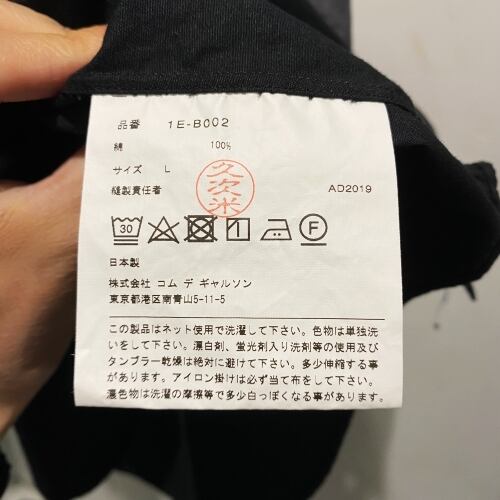 品番 1E-B002
綿 100%
サイズ L
縫製責任者 久次米 AD2019
30
日本製
株式会社 コム デ ギャルソン
東京都港区南青山5-11-5
この製品はネット使用で洗濯して下さい。色物は単独洗
いをして下さい。漂白剤、蛍光剤入り洗剤等の使用及び
タンブラー乾燥は絶対に避けて下さい。多少伸縮する事
があります。アイロン掛けは必ず当て布をして下さい。
濃色物は洗濯の摩擦等で多少白っぽくなる事があります。